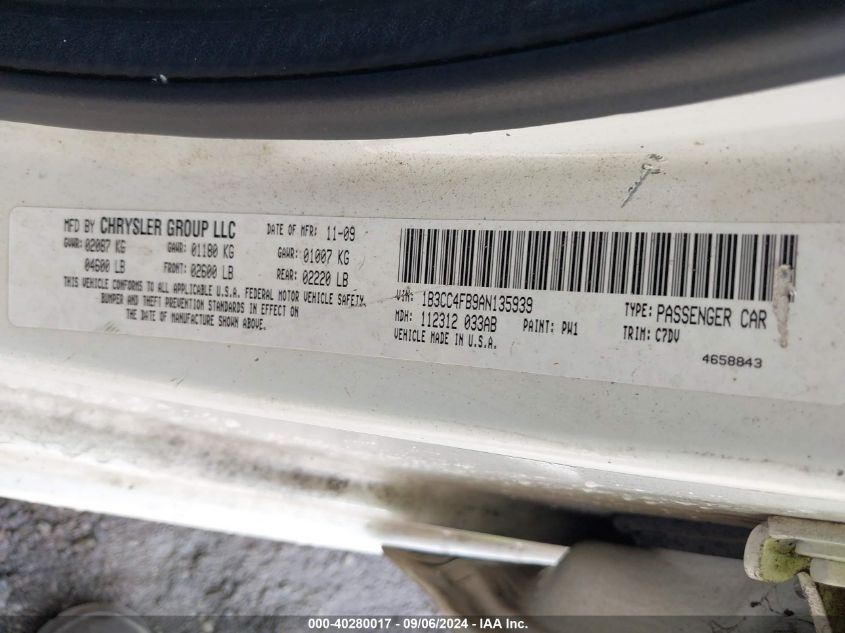 MFD BY CHRYSLER GROUP LLC DATE OF MFR: 11-09
GVWR: 02087 KG GAWR: 01180 KG GAWR: 01007 KG
04600 LB FRONT: 02600 LB REAR: 02220 LB
THIS VEHICLE CONFORMS TO ALL APPLICABLE U.S.A. FEDERAL MOTOR VEHICLE SAFETY,
BUMPER AND THEFT PREVENTION STANDARDS IN EFFECT ON
THE DATE OF MANUFACTURE SHOWN ABOVE.
VIN: 1B3CC4FB9AN135939 TYPE: PASSENGER CAR
MDH: 112312 033AB PAINT: PW1 TRIM: C7DV
VEHICLE MADE IN U.S.A.
4658843
000-40280017 - 09/06/2024 - IAAI, Inc.